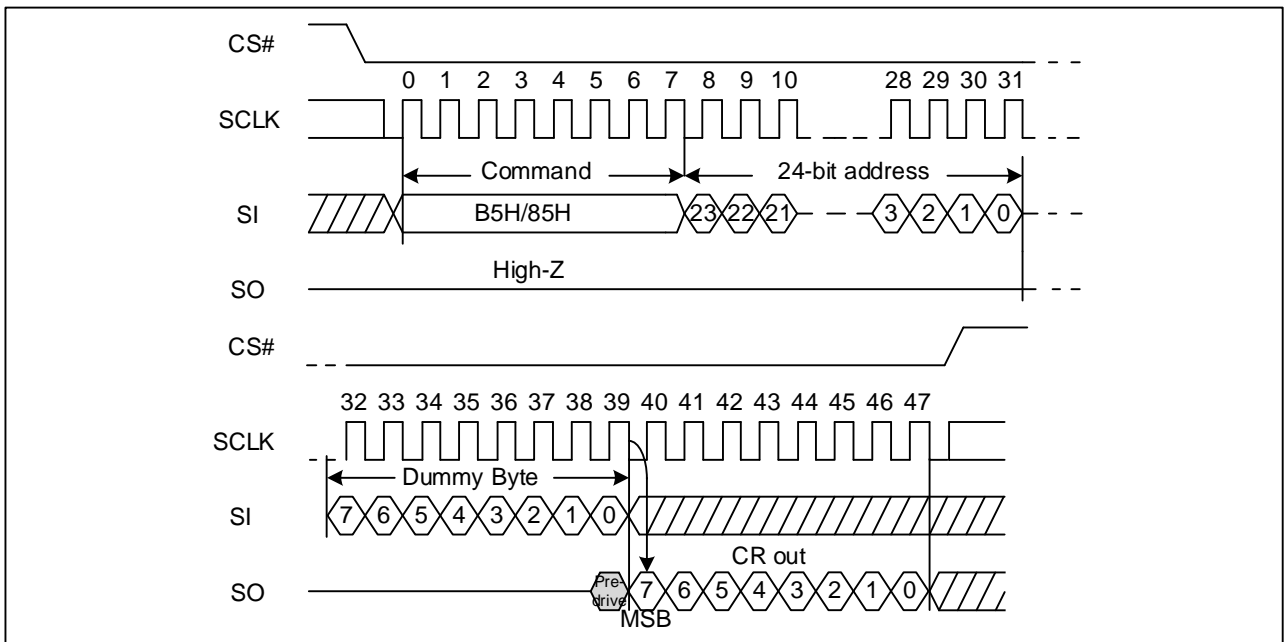 CS#
0 1 2 3 4 5 6 7 8 9 10 28 29 30 31
SCLK
Command 24-bit address
SI B5H/85H 23 22 21 3 2 1 0
High-Z
SO
CS#
32 33 34 35 36 37 38 39 40 41 42 43 44 45 46 47
SCLK
Dummy Byte
SI 7 6 5 4 3 2 1 0
CR out
SO Pre-drive 7 6 5 4 3 2 1 0
MSB